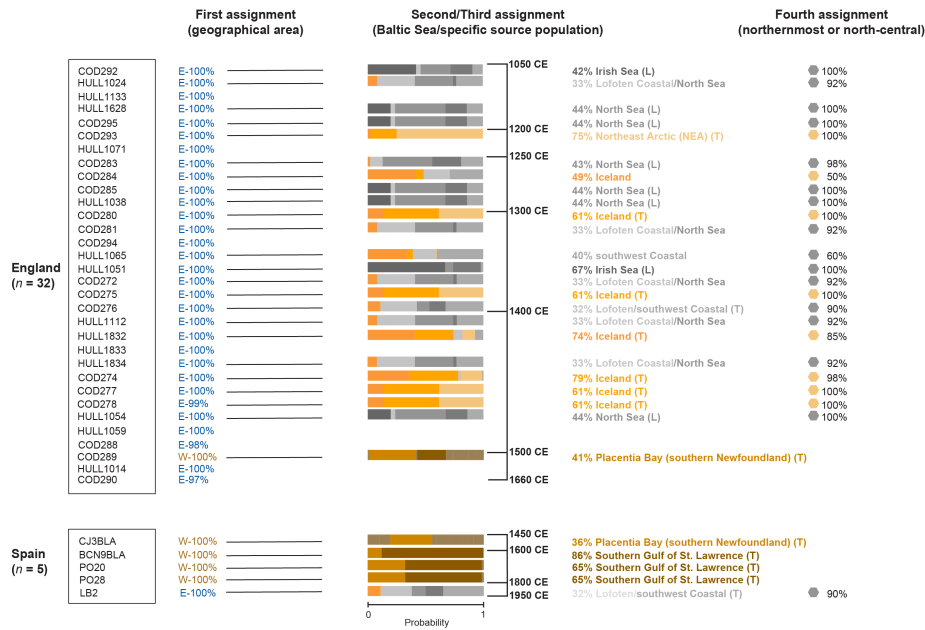 First assignment
(geographical area)
Second/Third assignment
(Baltic Sea/specific source population)
Fourth assignment
(northernmost or north-central)
1050 CE
COD292 E-100% 42% Irish Sea (L) 100%
HULL1024 E-100% 33% Lofoten Coastal/North Sea 92%
HULL1133 E-100%
HULL1628 E-100% 44% North Sea (L) 100%
COD295 E-100% 44% North Sea (L) 100%
1200 CE
COD293 E-100% 75% Northeast Arctic (NEA) (T) 100%
HULL1071 E-100%
1250 CE
COD283 E-100% 43% North Sea (L) 98%
COD284 E-100% 49% Iceland 50%
COD285 E-100% 44% North Sea (L) 100%
HULL1038 E-100% 44% North Sea (L) 100%
1300 CE
COD280 E-100% 61% Iceland (T) 100%
COD281 E-100% 33% Lofoten Coastal/North Sea 92%
COD294 E-100%
HULL1065 E-100% 40% southwest Coastal 60%
England
(n = 32)
HULL1051 E-100% 67% Irish Sea (L) 100%
COD272 E-100% 33% Lofoten Coastal/North Sea 92%
COD275 E-100% 61% Iceland (T) 100%
COD276 E-100% 1400 CE 32% Lofoten/southwest Coastal (T) 90%
HULL1112 E-100% 33% Lofoten Coastal/North Sea 92%
HULL1832 E-100% 74% Iceland (T) 85%
HULL1833 E-100%
HULL1834 E-100% 33% Lofoten Coastal/North Sea 92%
COD274 E-100% 79% Iceland (T) 98%
COD277 E-100% 61% Iceland (T) 100%
COD278 E-99% 61% Iceland (T) 100%
HULL1054 E-100% 44% North Sea (L) 100%
HULL1059 E-100%
COD288 E-98%
1500 CE
COD289 W-100% 41% Placentia Bay (southern Newfoundland) (T)
HULL1014 E-100%
COD290 E-97% 1660 CE
1450 CE
CJ3BLA W-100% 36% Placentia Bay (southern Newfoundland) (T)
1600 CE
Spain
(n = 5)
BCN9BLA W-100% 86% Southern Gulf of St. Lawrence (T)
PO20 W-100% 65% Southern Gulf of St. Lawrence (T)
PO28 W-100% 1800 CE 65% Southern Gulf of St. Lawrence (T)
LB2 E-100% 1950 CE 32% Lofoten/southwest Coastal (T) 90%
0 1
Probability